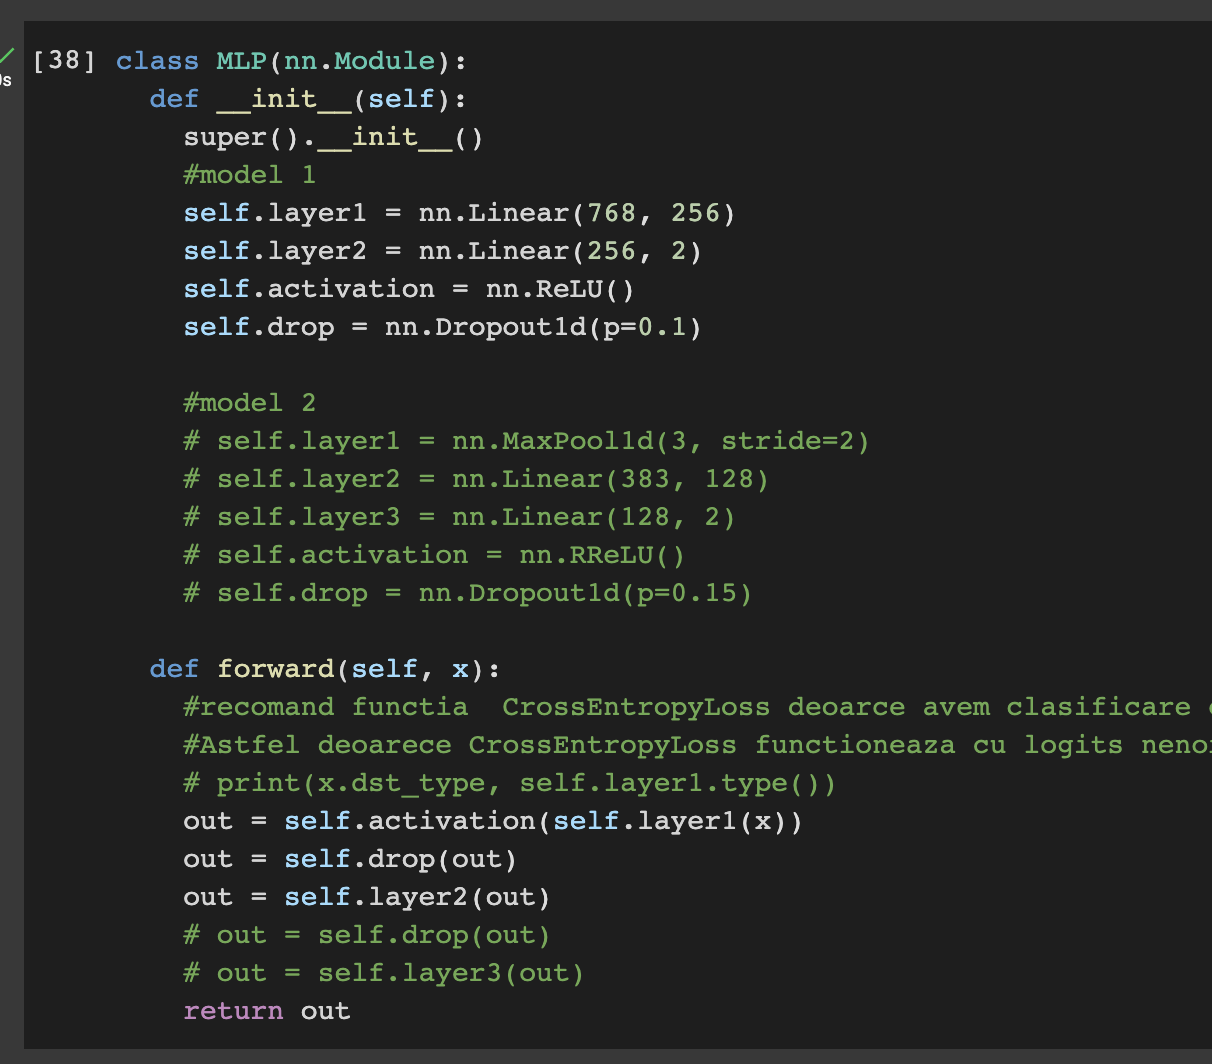 [38] class MLP(nn.Module):
def __init__(self):
super().__init__()
#model 1
self.layer1 = nn.Linear(768, 256)
self.layer2 = nn.Linear(256, 2)
self.activation = nn.ReLU()
self.drop = nn.Dropout1d(p=0.1)
#model 2
# self.layer1 = nn.MaxPool1d(3, stride=2)
# self.layer2 = nn.Linear(383, 128)
# self.layer3 = nn.Linear(128, 2)
# self.activation = nn.RReLU()
# self.drop = nn.Dropout1d(p=0.15)
def forward(self, x):
#recomand functia  CrossEntropyLoss deoarce avem clasificare
#Astfel deoarece CrossEntropyLoss functioneaza cu logits
# print(x.dst_type, self.layer1.type())
out = self.activation(self.layer1(x))
out = self.drop(out)
out = self.layer2(out)
# out = self.drop(out)
# out = self.layer3(out)
return out